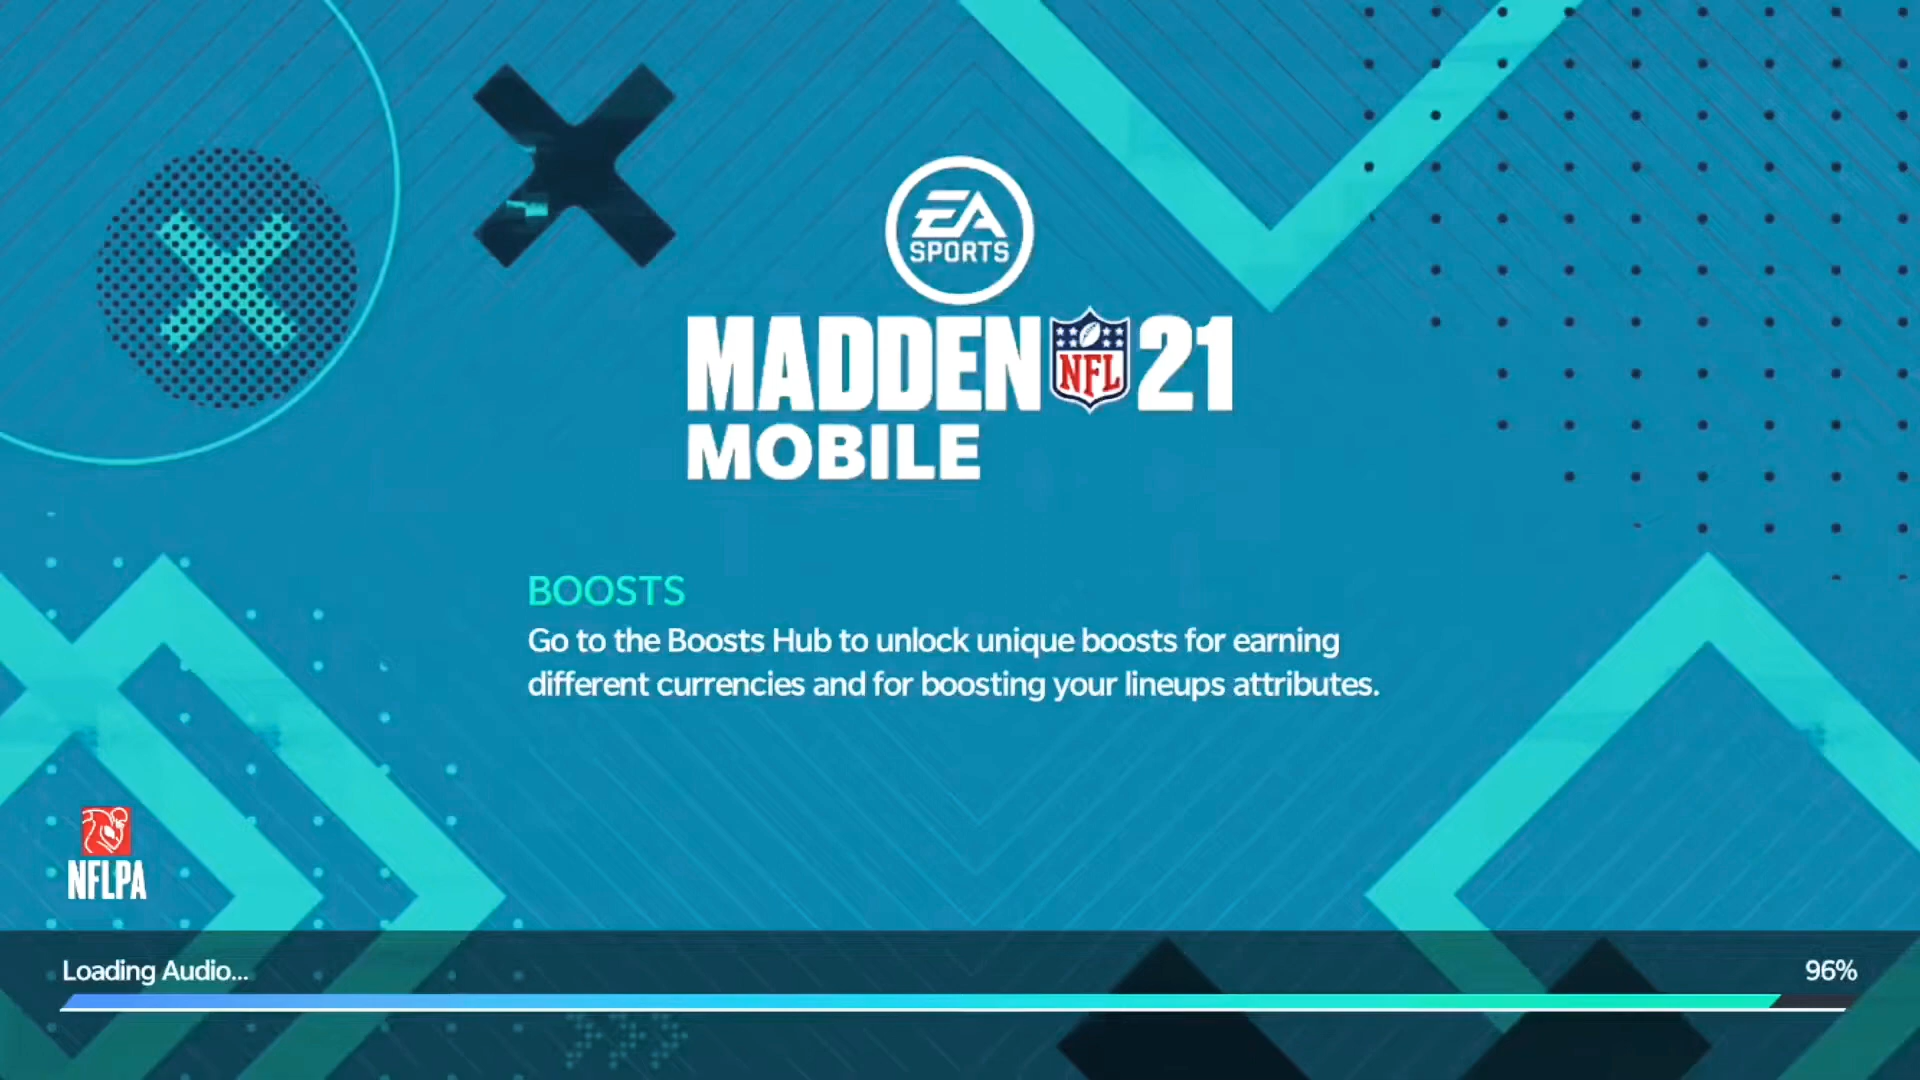 EA
SPORTS
MADDEN NFL 21
MOBILE
BOOSTS
Go to the Boosts Hub to unlock unique boosts for earning
different currencies and for boosting your lineups attributes.
NFLPA
Loading Audio... 96%